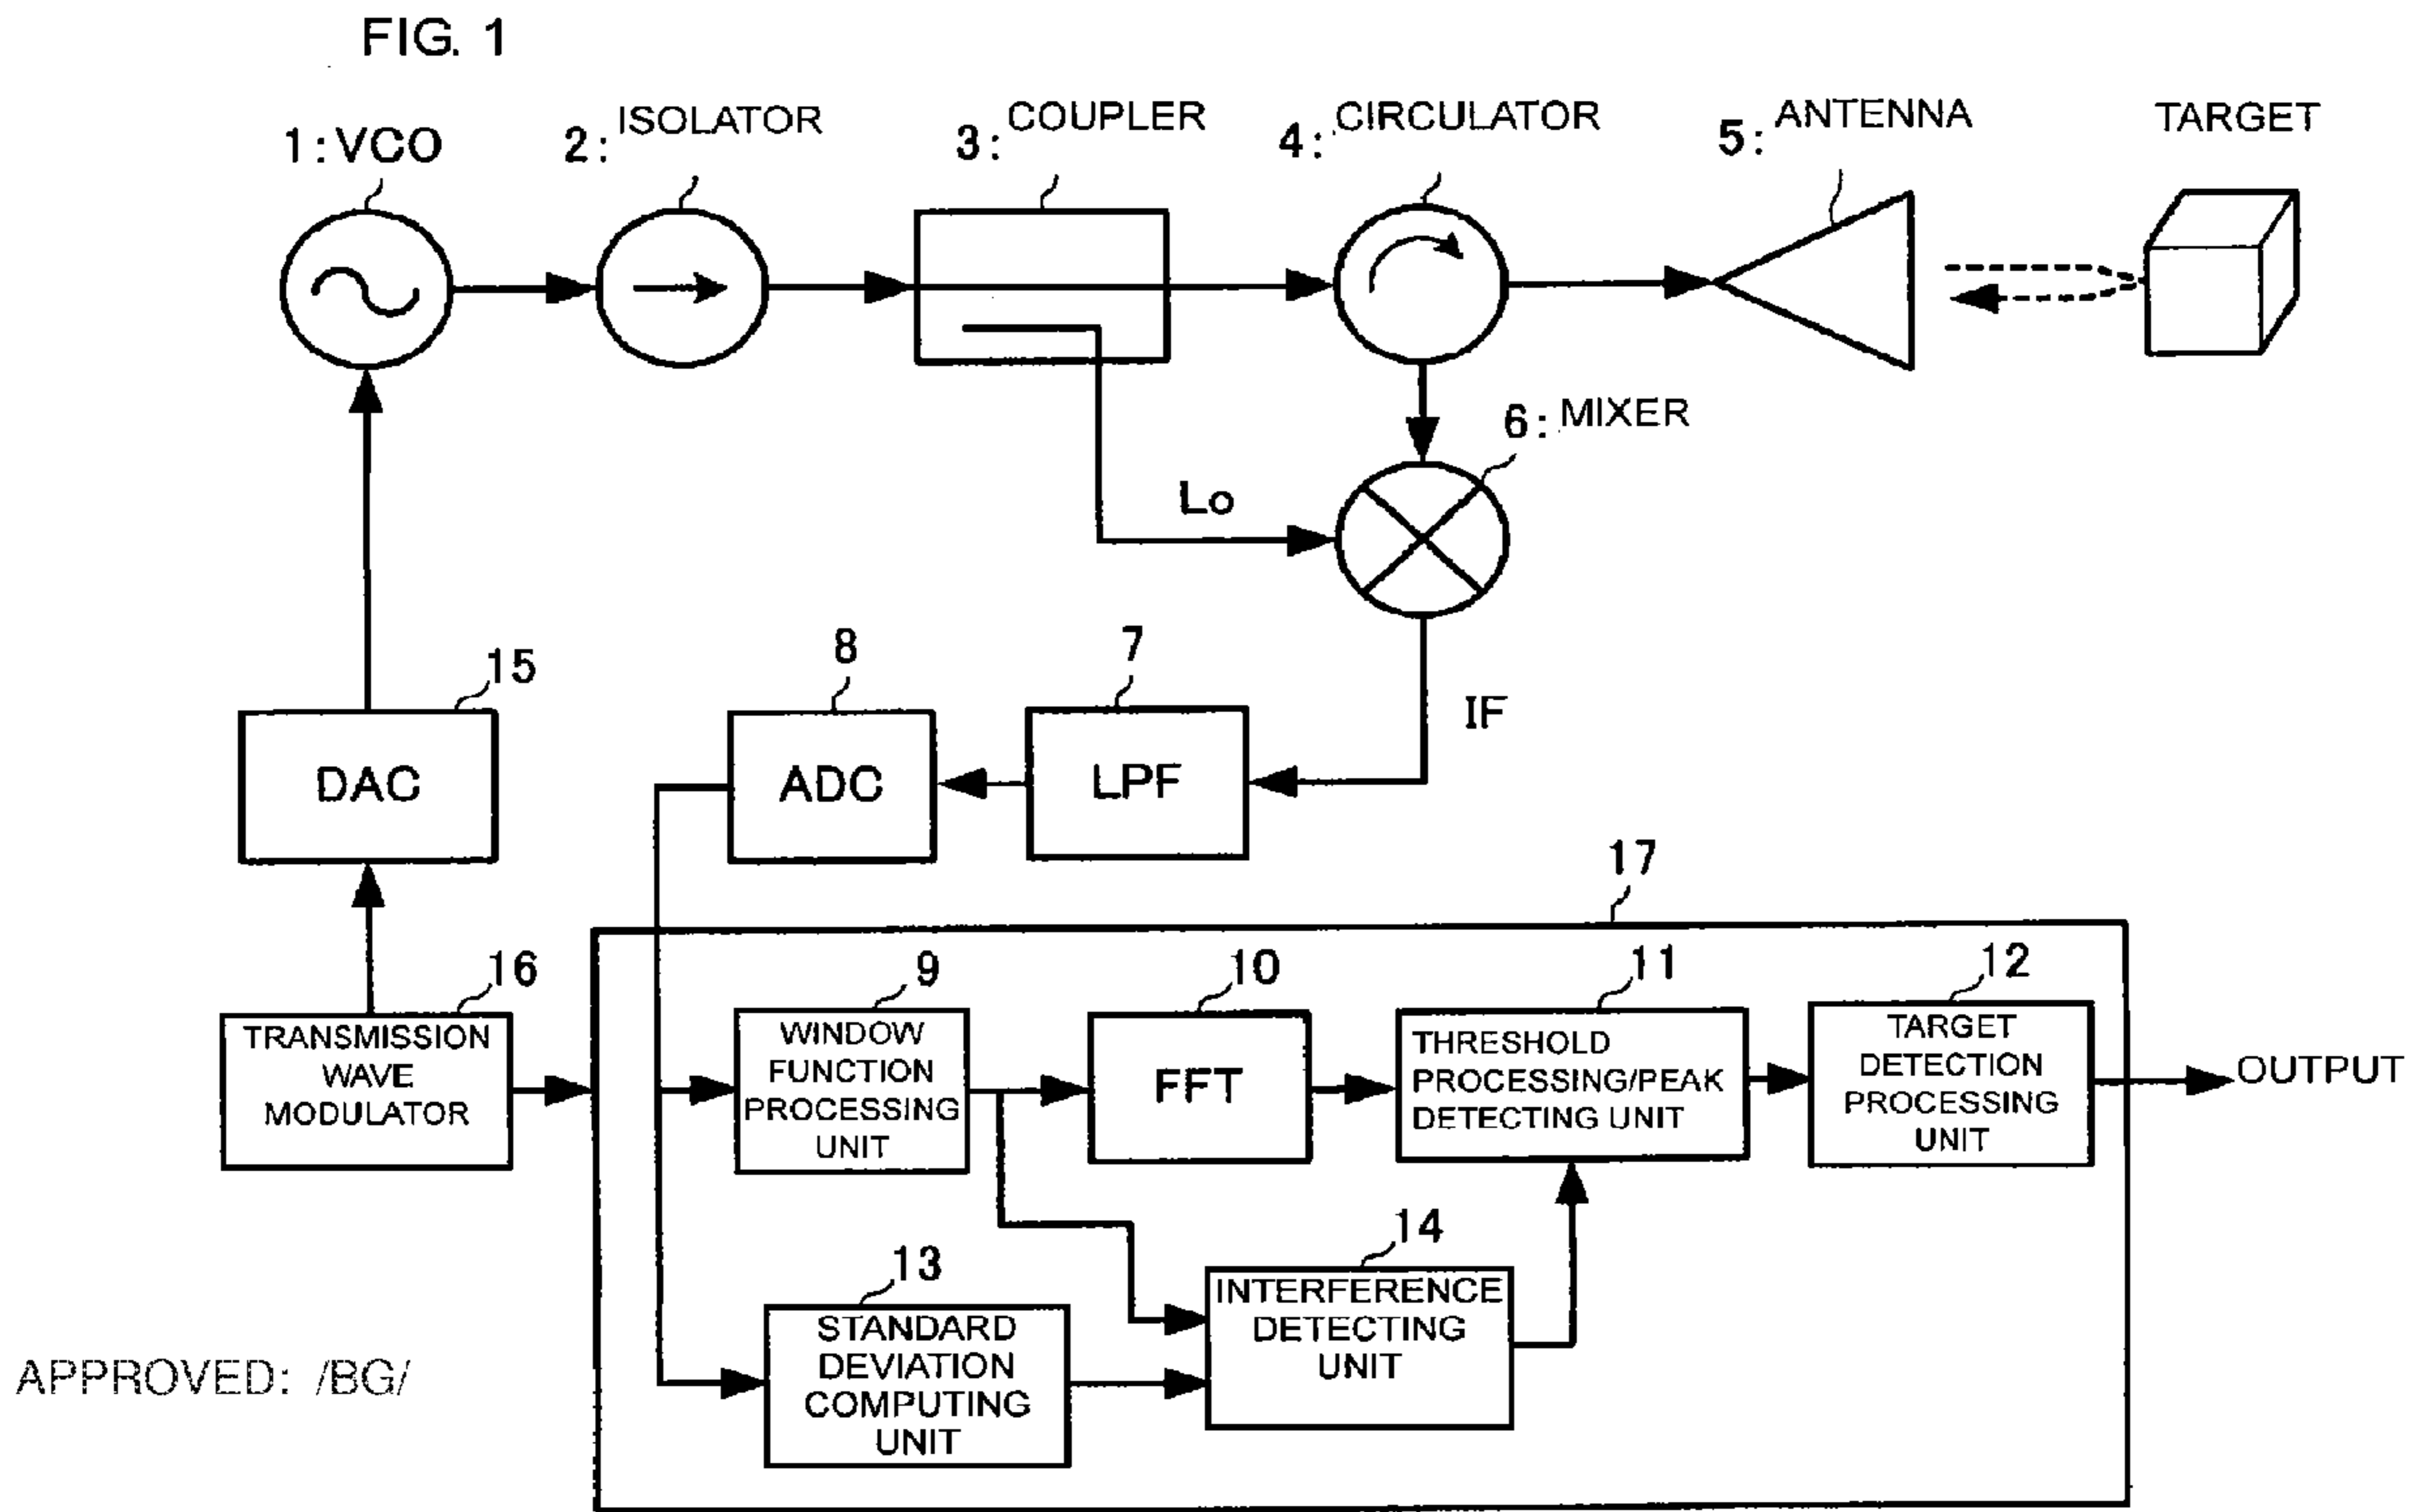 FIG. 1
1: VCO
2: ISOLATOR
3: COUPLER
4: CIRCULATOR
5: ANTENNA
TARGET
6: MIXER
Lo
IF
15
DAC
8
ADC
7
LPF
17
16
TRANSMISSION
WAVE
MODULATOR
9
WINDOW
FUNCTION
PROCESSING
UNIT
10
FFT
11
THRESHOLD
PROCESSING/PEAK
DETECTING UNIT
12
TARGET
DETECTION
PROCESSING
UNIT
OUTPUT
13
STANDARD
DEVIATION
COMPUTING
UNIT
14
INTERFERENCE
DETECTING
UNIT
APPROVED: /BG/